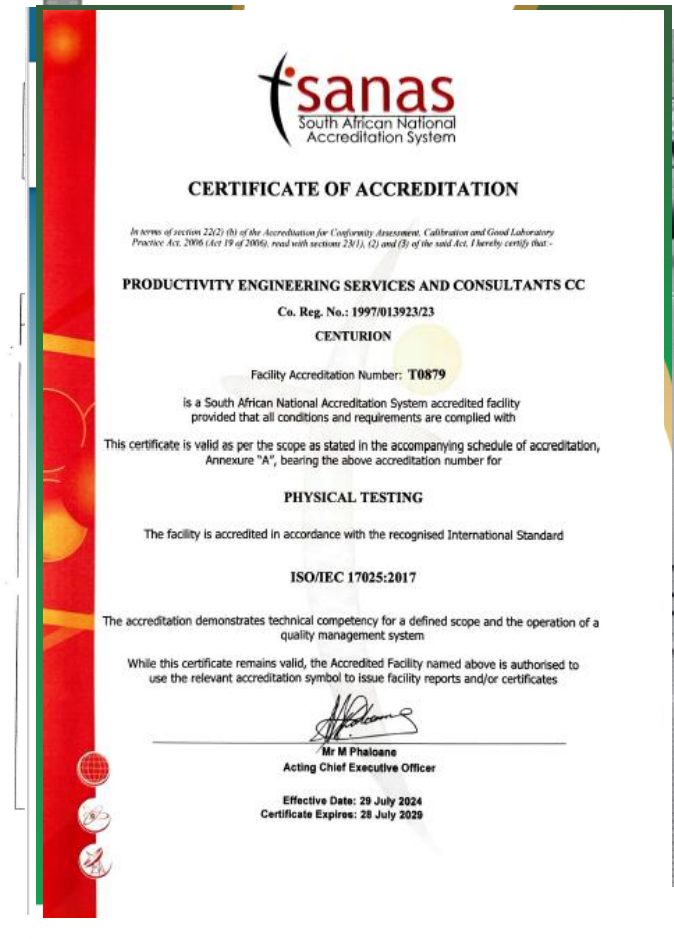 sanas
South African National
Accreditation System
CERTIFICATE OF ACCREDITATION
In terms of section 22(2) (b) of the Accreditation for Conformity Assessment, Calibration and Good Laboratory
Practice Act, 2006 (Act 19 of 2006), read with sections 23(1), (2) and (3) of the said Act, I hereby certify that:-
PRODUCTIVITY ENGINEERING SERVICES AND CONSULTANTS CC
Co. Reg. No.: 1997/013923/23
CENTURION
Facility Accreditation Number: T0879
is a South African National Accreditation System accredited facility
provided that all conditions and requirements are complied with
This certificate is valid as per the scope as stated in the accompanying schedule of accreditation,
Annexure "A", bearing the above accreditation number for
PHYSICAL TESTING
The facility is accredited in accordance with the recognised International Standard
ISO/IEC 17025:2017
The accreditation demonstrates technical competency for a defined scope and the operation of a
quality management system
While this certificate remains valid, the Accredited Facility named above is authorised to
use the relevant accreditation symbol to issue facility reports and/or certificates
Mr M Phaloane
Acting Chief Executive Officer
Effective Date: 29 July 2024
Certificate Expires: 28 July 2029